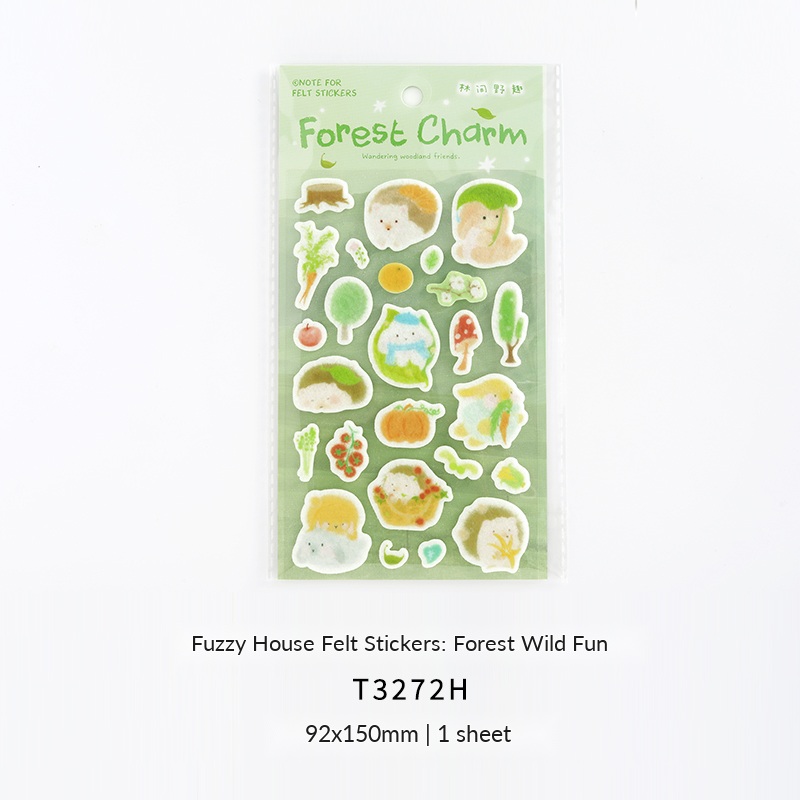 ©NOTE FOR
FELT STICKERS
林间野趣
Forest Charm
Wandering woodland friends.
Fuzzy House Felt Stickers: Forest Wild Fun
T3272H
92x150mm | 1 sheet